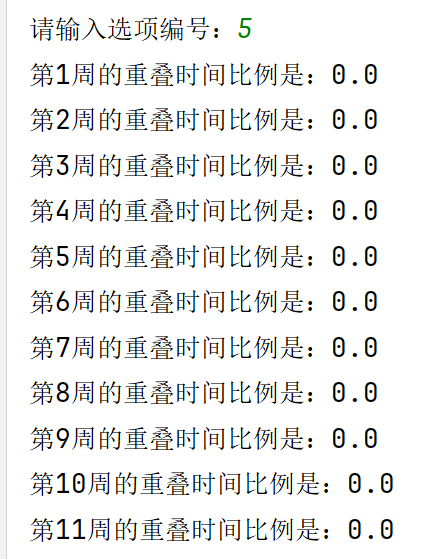 请输入选项编号：5
第1周的重叠时间比例是：0.0
第2周的重叠时间比例是：0.0
第3周的重叠时间比例是：0.0
第4周的重叠时间比例是：0.0
第5周的重叠时间比例是：0.0
第6周的重叠时间比例是：0.0
第7周的重叠时间比例是：0.0
第8周的重叠时间比例是：0.0
第9周的重叠时间比例是：0.0
第10周的重叠时间比例是：0.0
第11周的重叠时间比例是：0.0